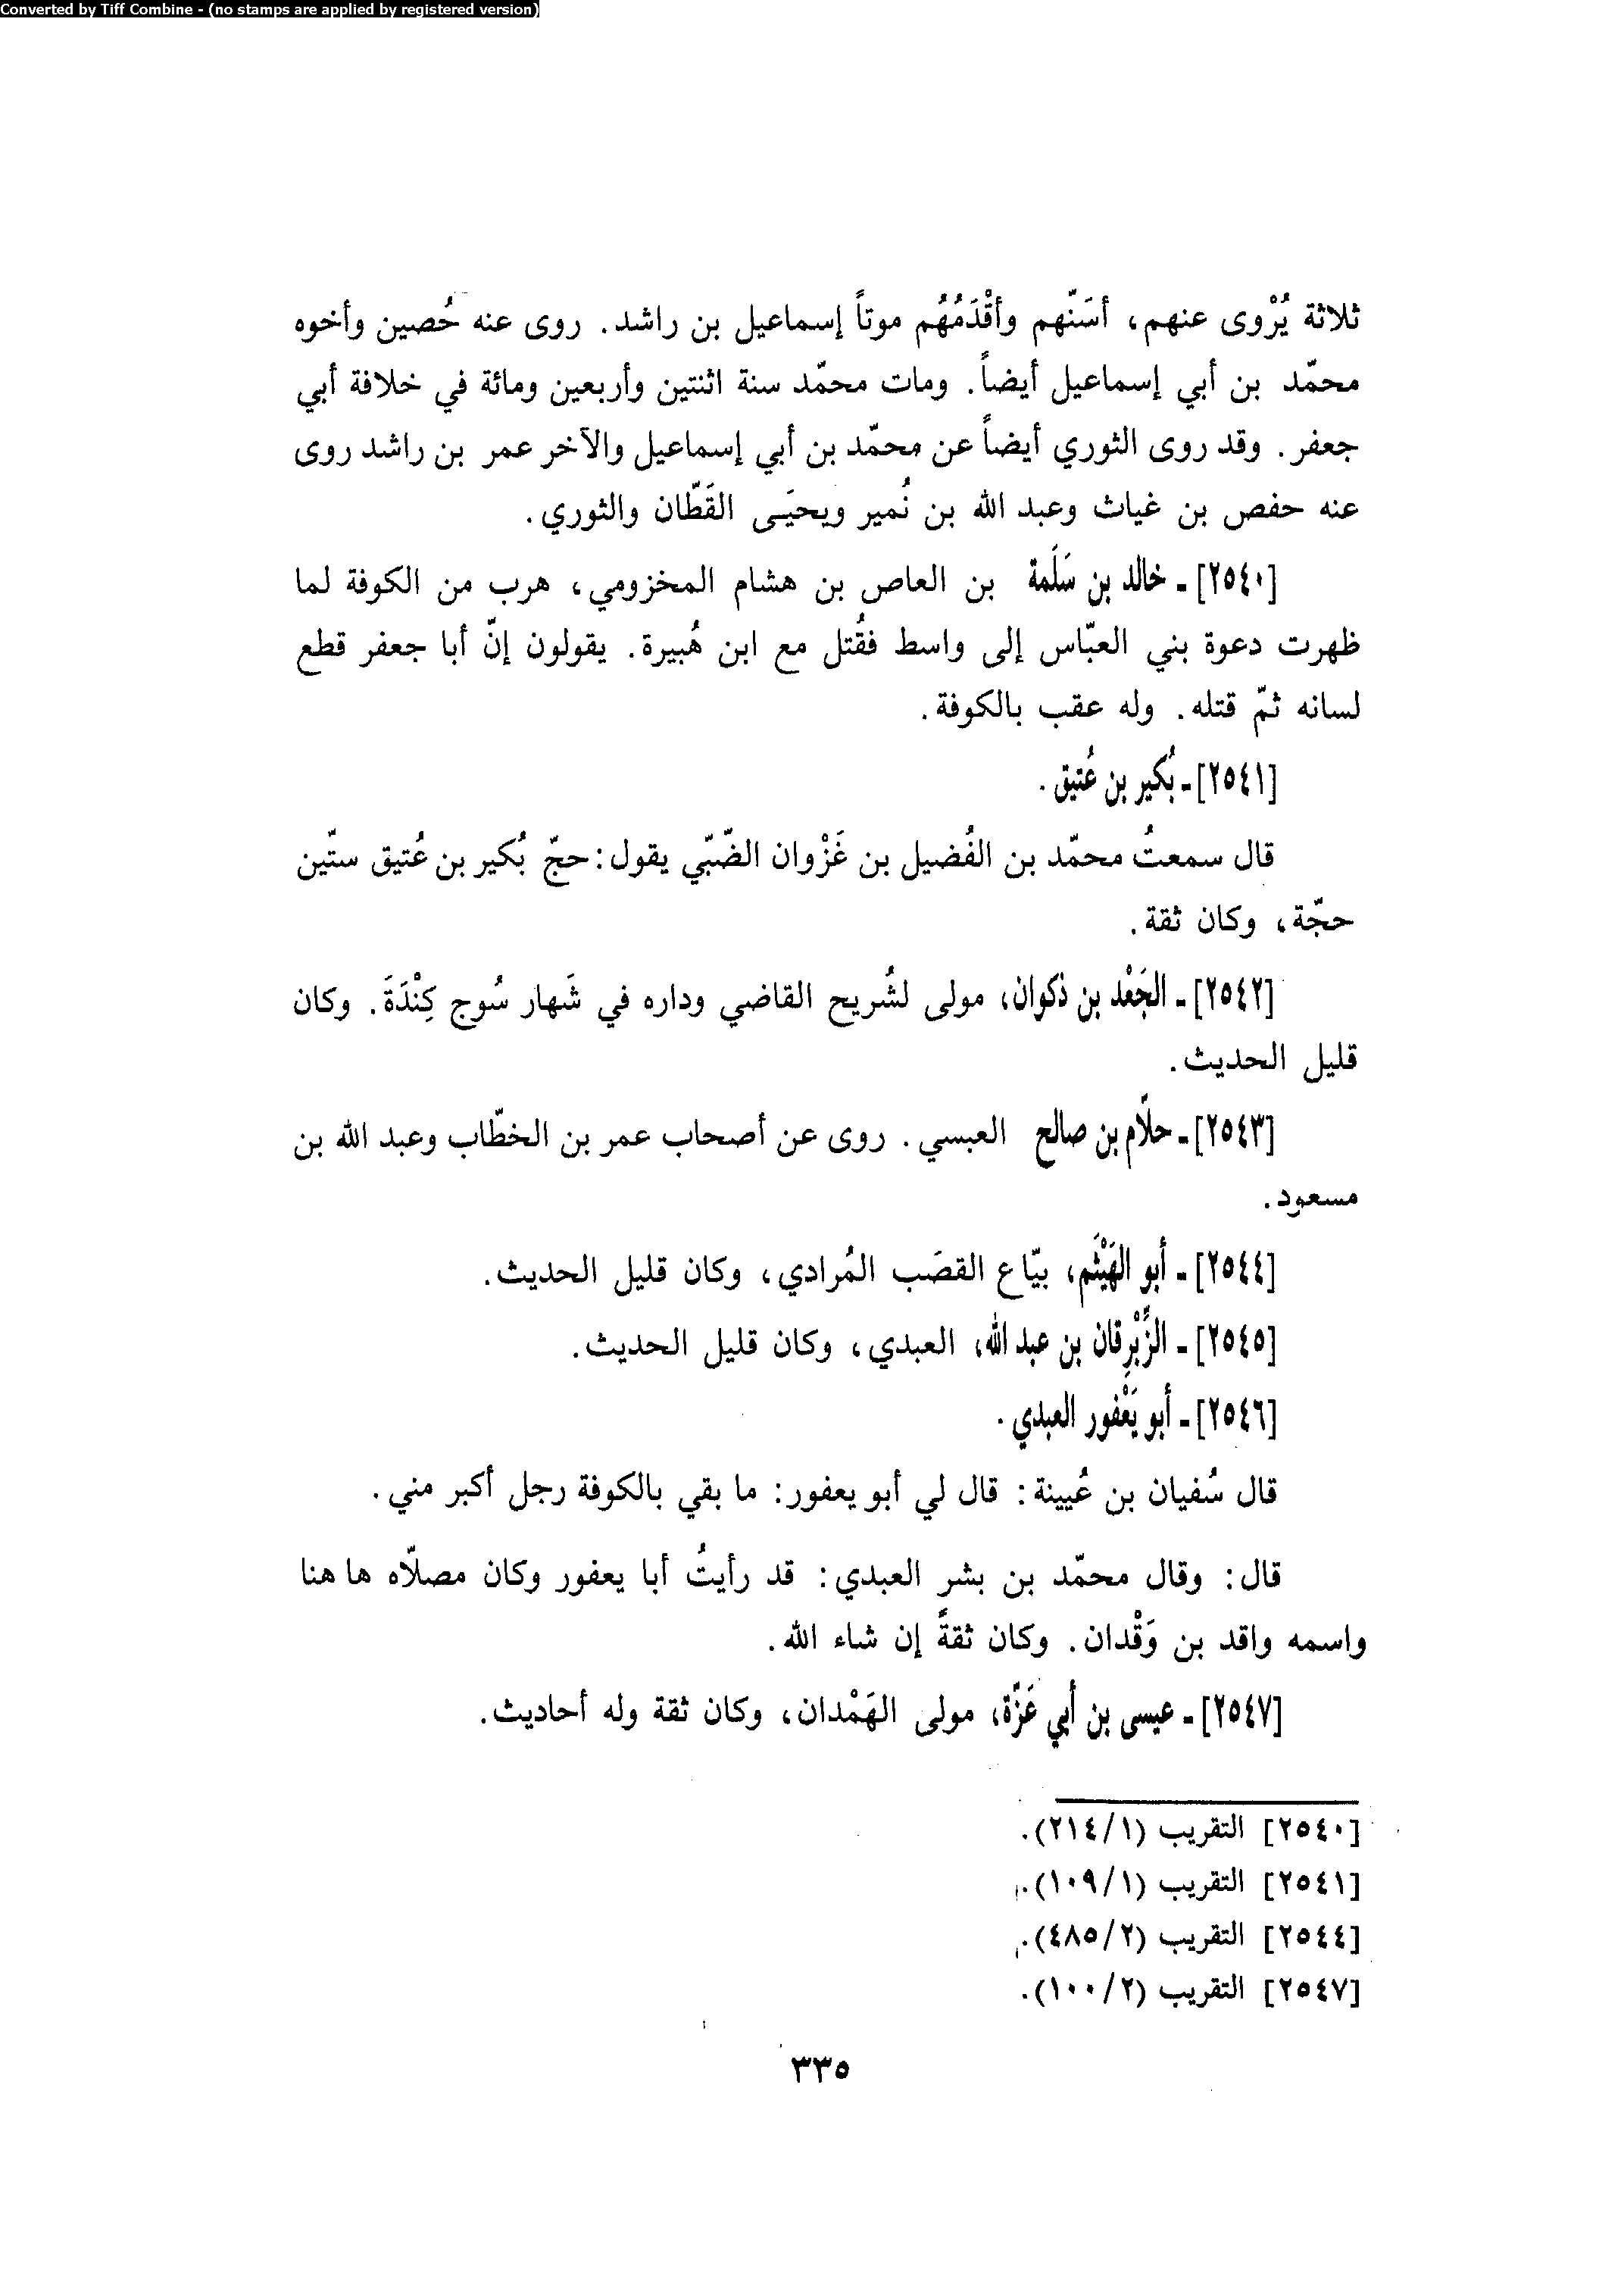 Converted by Tiff Combine - (no stamps are applied by registered version)
ثلاثة يُرْوى عنهم، أسَنّهم وأقْدَمُهُم موتاً إسماعيل بن راشد. روى عنه حُصين وأخوه
محمّد بن أبي إسماعيل أيضاً. ومات محمّد سنة اثنتين وأربعين ومائة في خلافة أبي
جعفر. وقد روى الثوري أيضاً عن محمّد بن أبي إسماعيل والآخر عمر بن راشد روى
عنه حفص بن غياث وعبد الله بن نُمير ويحيَـى القَطّان والثوري.
[٢٥٤٠] - خالد بن سَلَمة بن العاص بن هشام المخزومي، هرب من الكوفة لما
ظهرت دعوة بني العبّاس إلى واسط فقُتل مع ابن هُبيرة. يقولون إنّ أبا جعفر قطع
لسانه ثمّ قتله. وله عقب بالكوفة.
[٢٥٤١] - بُكير بن عُتيق.
قال سمعتُ محمّد بن الفُضيل بن غَزْوان الضّبّي يقول: حجّ بُكير بن عُتيق ستّين
حجّة، وكان ثقة.
[٢٥٤٢] - الجَعْد بن ذكوان، مولى لشُريح القاضي وداره في شَهار سُوج كِنْدَةَ. وكان
قليل الحديث.
[٢٥٤٣] - حلّام بن صالح العبسي. روى عن أصحاب عمر بن الخطّاب وعبد الله بن
مسعود.
[٢٥٤٤] - أبو الهَيْثَم، بيّاع القصَب المُرادي، وكان قليل الحديث.
[٢٥٤٥] - الزِّبْرِقان بن عبد الله، العبدي، وكان قليل الحديث.
[٢٥٤٦] - أبو يَعْفور العبدي.
قال سُفيان بن عُيينة: قال لي أبو يعفور: ما بقي بالكوفة رجل أكبر مني.
قال: وقال محمّد بن بشر العبدي: قد رأيتُ أبا يعفور وكان مصلاّه ها هنا
واسمه واقد بن وَقْدان. وكان ثقةً إن شاء الله.
[٢٥٤٧] - عيسى بن أبي عَزَّة، مولى الهَمْدان، وكان ثقة وله أحاديث.
[٢٥٤٠] التقريب (٢١٤/١).
[٢٥٤١] التقريب (١٠٩/١).
[٢٥٤٤] التقريب (٤٨٥/٢).
[٢٥٤٧] التقريب (١٠٠/٢).
٣٣٥